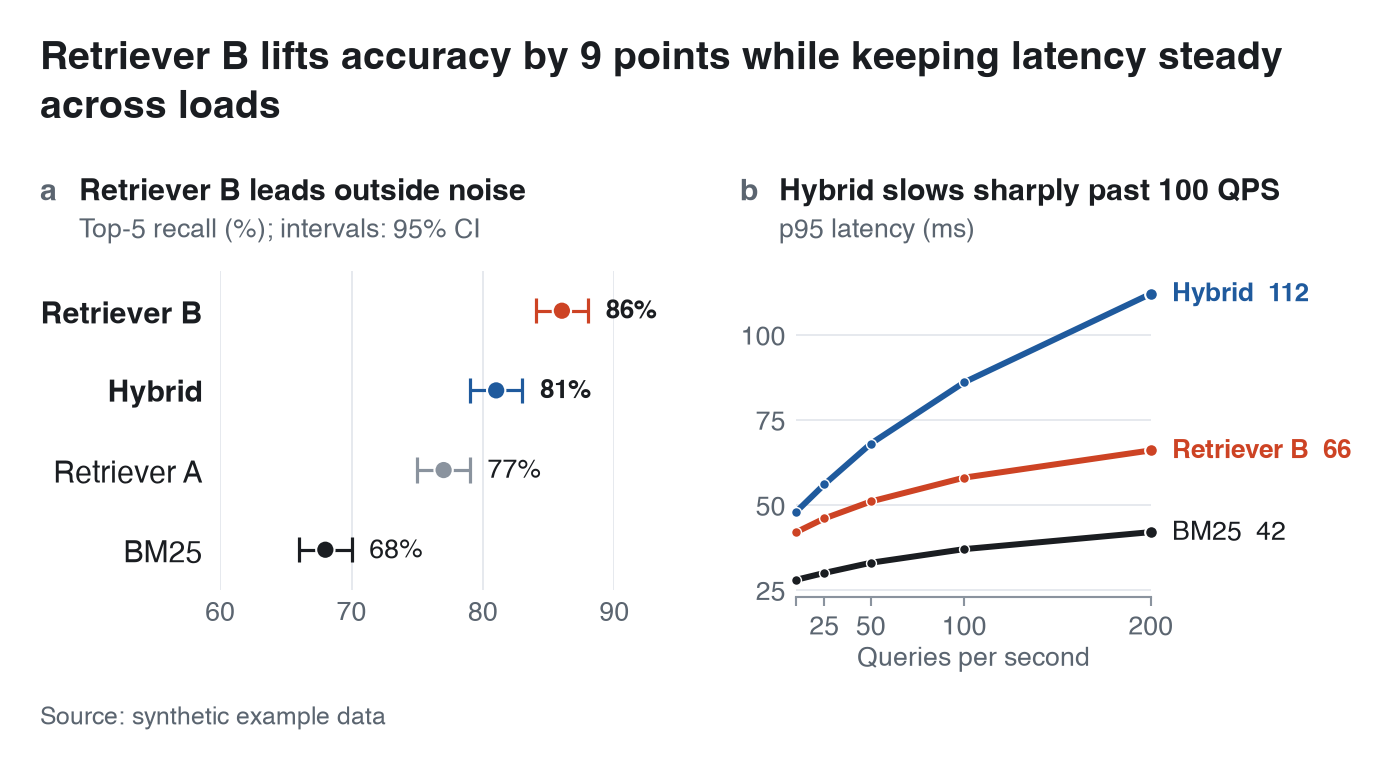 Retriever B lifts accuracy by 9 points while keeping latency steady
across loads
a Retriever B leads outside noise
Top-5 recall (%); intervals: 95% CI
Retriever B 86%
Hybrid 81%
Retriever A 77%
BM25 68%
60 70 80 90
b Hybrid slows sharply past 100 QPS
p95 latency (ms)
Hybrid 112
100
75
Retriever B 66
50
BM25 42
25
25 50 100 200
Queries per second
Source: synthetic example data